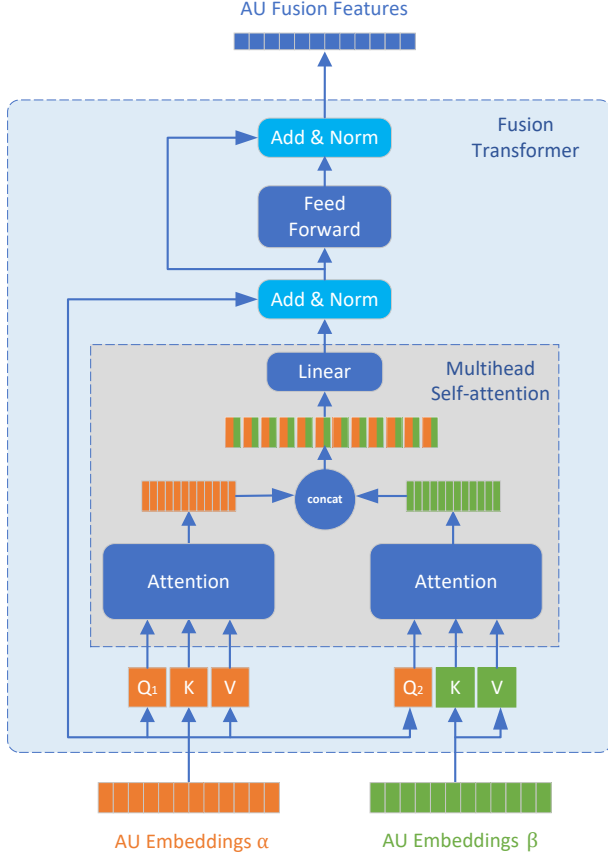 AU Fusion Features
Fusion
Transformer
Add & Norm
Feed
Forward
Add & Norm
Multihead
Self-attention
Linear
concat
Attention
Attention
Q1 K V
Q2 K V
AU Embeddings α
AU Embeddings β